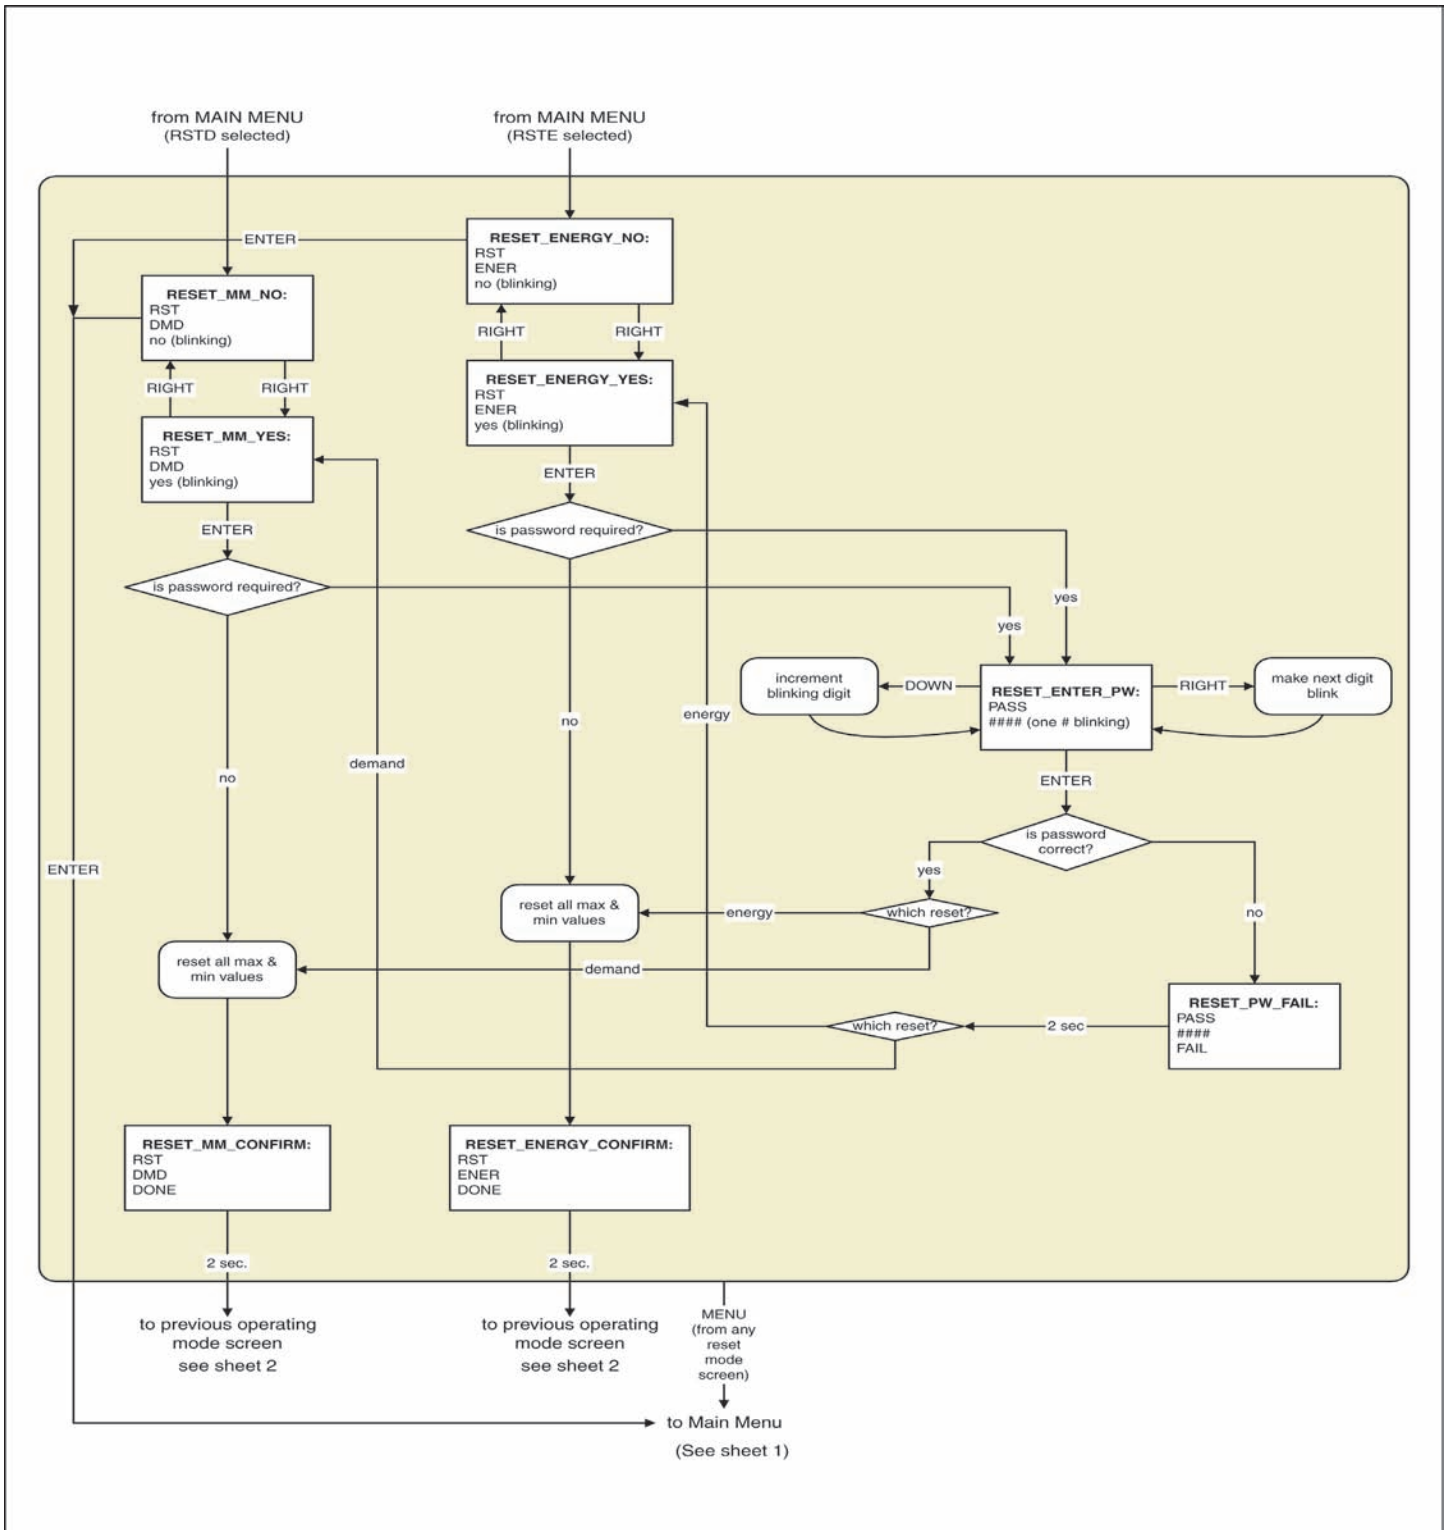 from MAIN MENU
(RSTD selected)
from MAIN MENU
(RSTE selected)
ENTER
RESET_ENERGY_NO:
RST
ENER
no (blinking)
RESET_MM_NO:
RST
DMD
no (blinking)
RIGHT
RIGHT
RIGHT
RIGHT
RESET_ENERGY_YES:
RST
ENER
yes (blinking)
RESET_MM_YES:
RST
DMD
yes (blinking)
ENTER
ENTER
is password required?
is password required?
yes
yes
increment
blinking digit
DOWN
RESET_ENTER_PW:
PASS
#### (one # blinking)
RIGHT
make next digit
blink
energy
no
demand
no
ENTER
is password
correct?
ENTER
yes
reset all max &
min values
energy
which reset?
no
reset all max &
min values
demand
RESET_PW_FAIL:
PASS
####
FAIL
which reset?
2 sec
RESET_MM_CONFIRM:
RST
DMD
DONE
RESET_ENERGY_CONFIRM:
RST
ENER
DONE
2 sec.
2 sec.
to previous operating
mode screen
see sheet 2
to previous operating
mode screen
see sheet 2
MENU
(from any
reset
mode
screen)
to Main Menu
(See sheet 1)